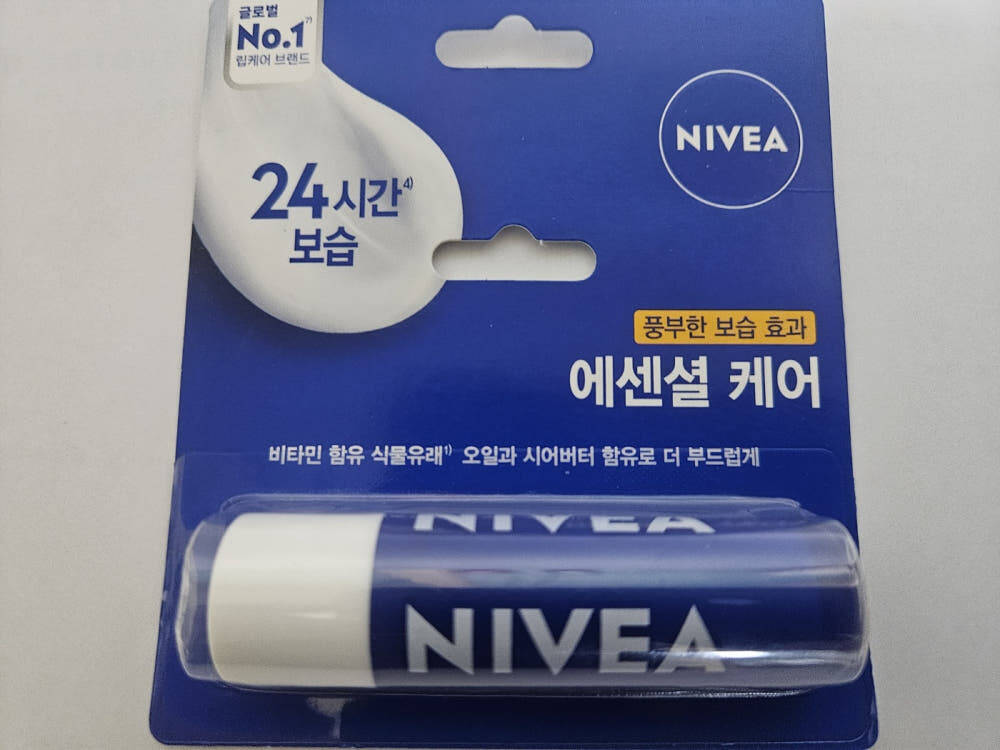 글로벌
No.1⁷⁾
립케어 브랜드
NIVEA
24시간⁴⁾
보습
풍부한 보습 효과
에센셜 케어
비타민 함유 식물유래¹⁾ 오일과 시어버터 함유로 더 부드럽게
NIVEA
NIVEA